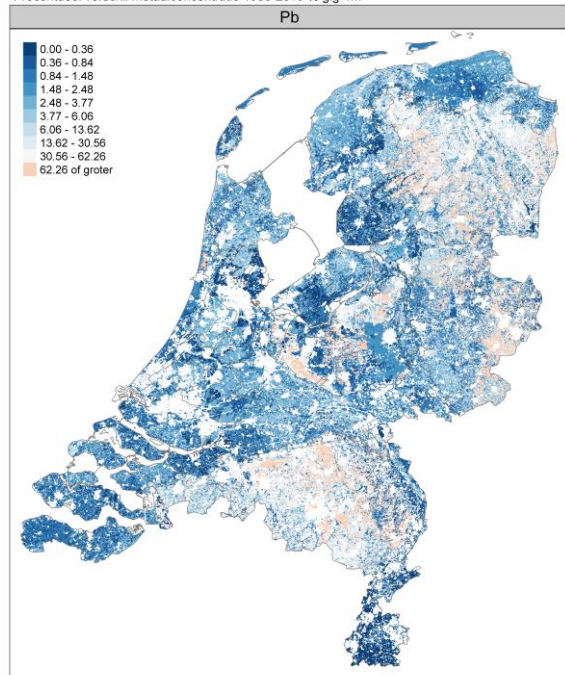 Pb
0.00 - 0.36
0.36 - 0.84
0.84 - 1.48
1.48 - 2.48
2.48 - 3.77
3.77 - 6.06
6.06 - 13.62
13.62 - 30.56
30.56 - 62.26
62.26 of groter